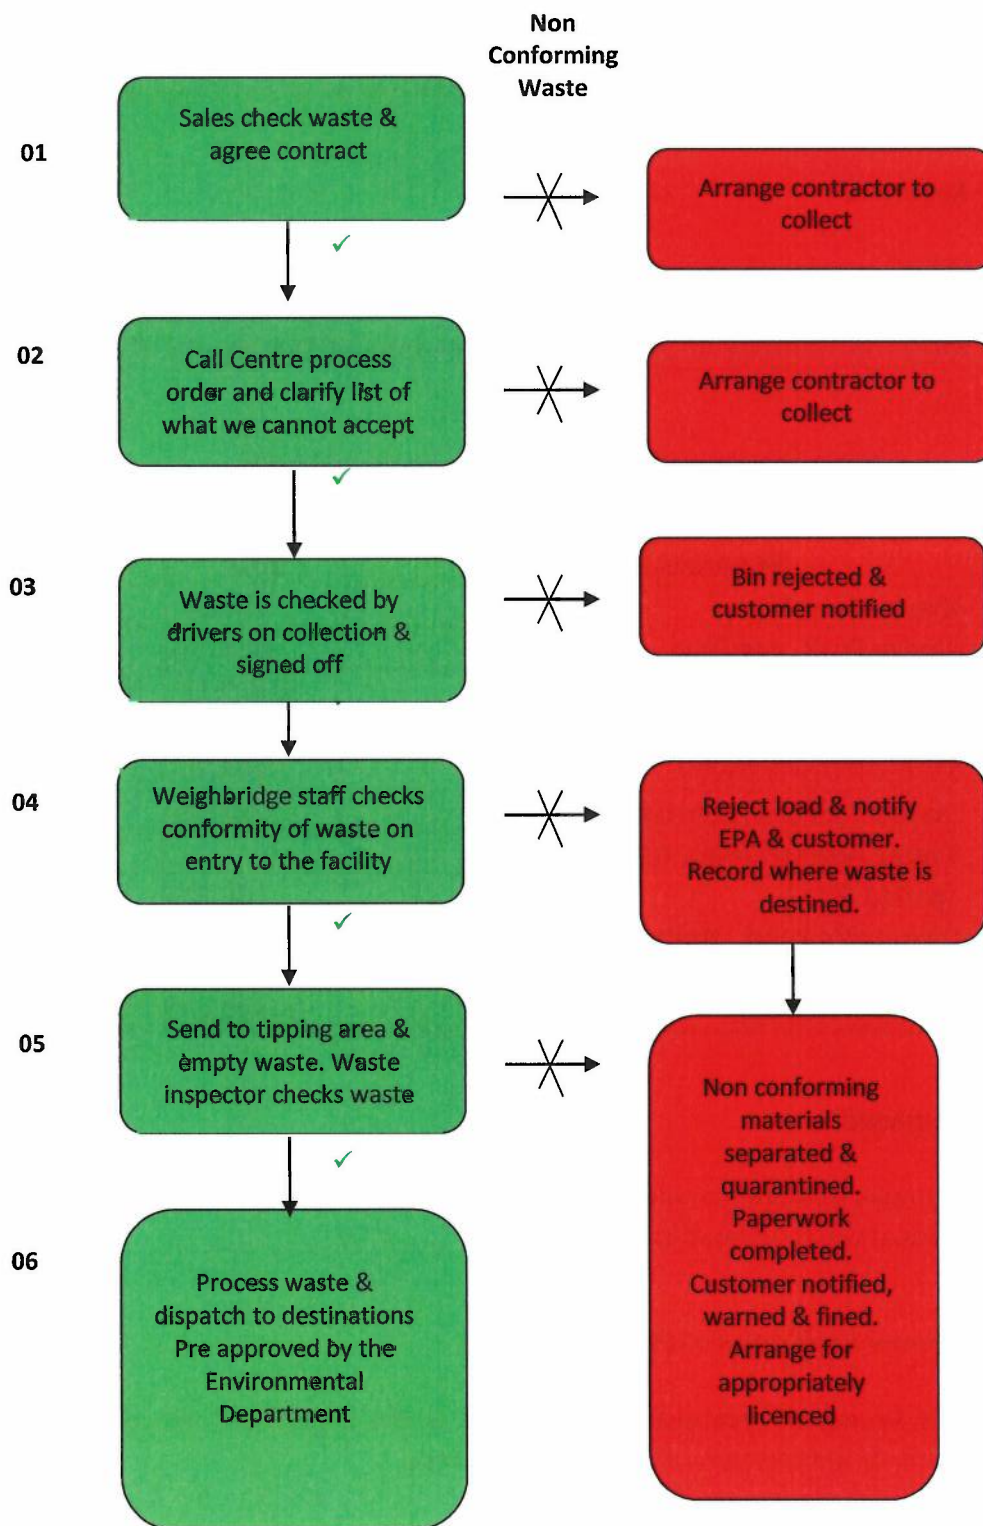 Non
Conforming
Waste
01
Sales check waste &
agree contract
Arrange contractor to
collect
02
Call Centre process
order and clarify list of
what we cannot accept
Arrange contractor to
collect
03
Waste is checked by
drivers on collection &
signed off
Bin rejected &
customer notified
04
Weighbridge staff checks
conformity of waste on
entry to the facility
Reject load & notify
EPA & customer.
Record where waste is
destined.
05
Send to tipping area &
empty waste. Waste
inspector checks waste
Non conforming
materials
separated &
quarantined.
Paperwork
completed.
Customer notified,
warned & fined.
Arrange for
appropriately
licenced
06
Process waste &
dispatch to destinations
Pre approved by the
Environmental
Department